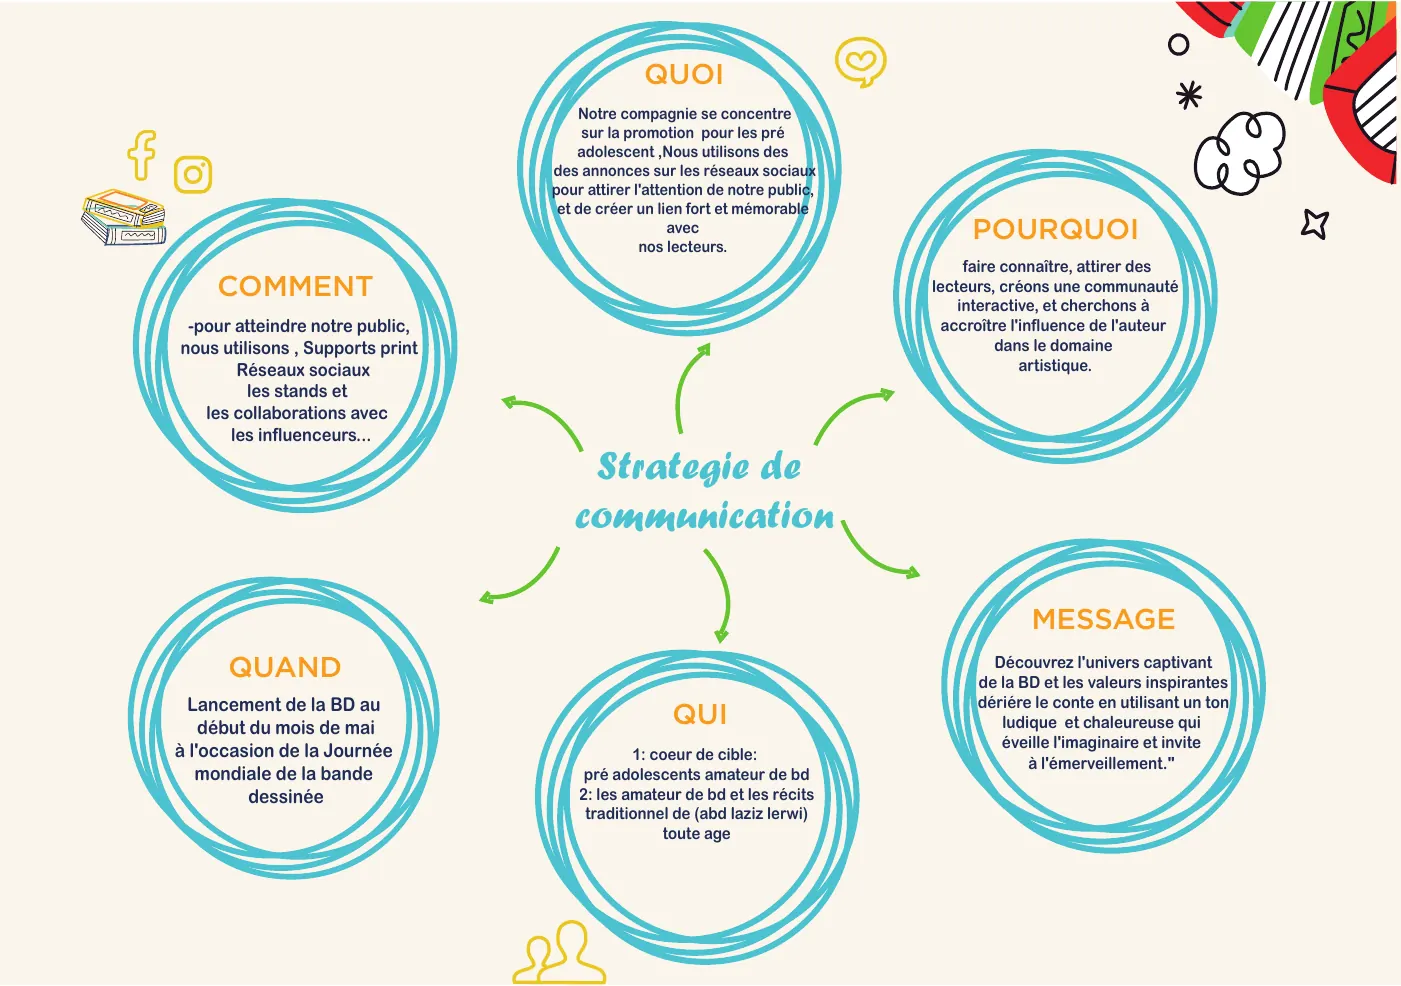 QUOI
Notre compagnie se concentre
sur la promotion pour les pré
adolescent ,Nous utilisons des
des annonces sur les réseaux sociaux
pour attirer l'attention de notre public,
et de créer un lien fort et mémorable
avec
nos lecteurs.
POURQUOI
faire connaître, attirer des
lecteurs, créons une communauté
interactive, et cherchons à
accroître l'influence de l'auteur
dans le domaine
artistique.
COMMENT
-pour atteindre notre public,
nous utilisons , Supports print
Réseaux sociaux
les stands et
les collaborations avec
les influenceurs...
Strategie de
communication
QUAND
Lancement de la BD au
début du mois de mai
à l'occasion de la Journée
mondiale de la bande
dessinée
QUI
1: coeur de cible:
pré adolescents amateur de bd
2: les amateur de bd et les récits
traditionnel de (abd laziz lerwi)
toute age
MESSAGE
Découvrez l'univers captivant
de la BD et les valeurs inspirantes
dériére le conte en utilisant un ton
ludique et chaleureuse qui
éveille l'imaginaire et invite
à l'émerveillement."